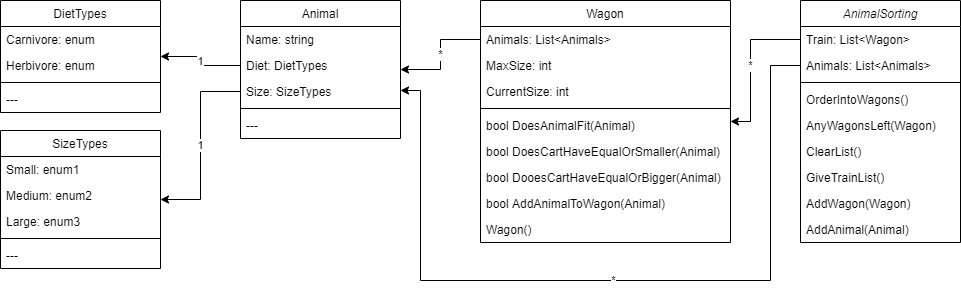 DietTypes
Carnivore: enum
Herbivore: enum
---
SizeTypes
Small: enum1
Medium: enum2
Large: enum3
---
1
1
Animal
Name: string
Diet: DietTypes
Size: SizeTypes
---
*
Wagon
Animals: List<Animals>
MaxSize: int
CurrentSize: int
bool DoesAnimalFit(Animal)
bool DoesCartHaveEqualOrSmaller(Animal)
bool DooesCartHaveEqualOrBigger(Animal)
bool AddAnimalToWagon(Animal)
Wagon()
*
*
AnimalSorting
Train: List<Wagon>
Animals: List<Animals>
OrderIntoWagons()
AnyWagonsLeft(Wagon)
ClearList()
GiveTrainList()
AddWagon(Wagon)
AddAnimal(Animal)